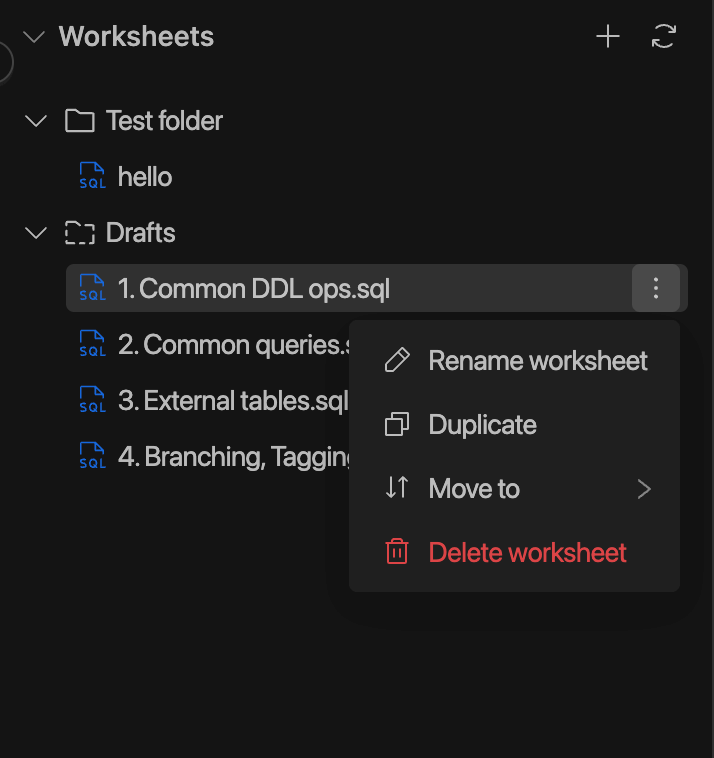 Worksheets
Test folder
SQL hello
Drafts
SQL 1. Common DDL ops.sql
SQL 2. Common queries.s
Rename worksheet
SQL 3. External tables.sql
Duplicate
SQL 4. Branching, Tagging
Move to
Delete worksheet